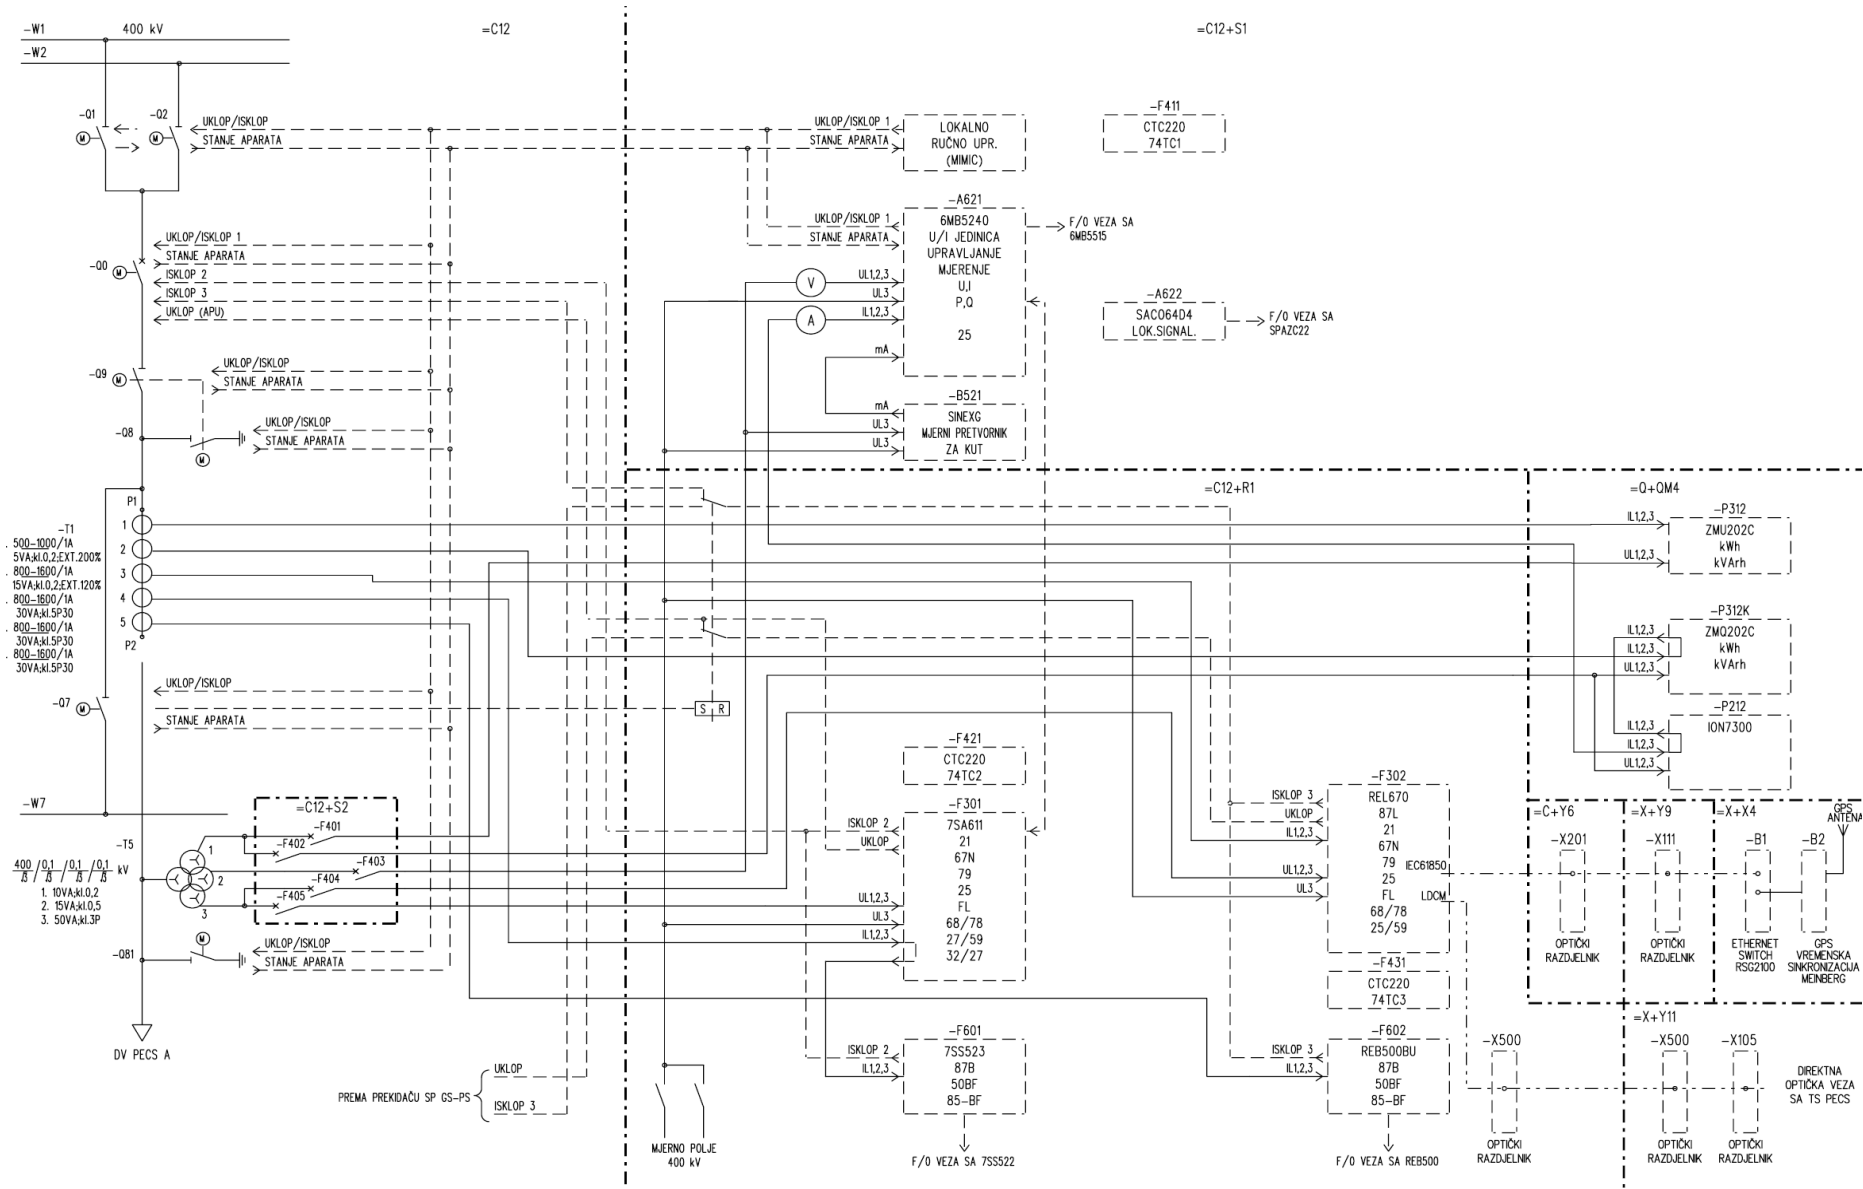 -W1
400 kV
-W2
=C12
=C12+S1
-Q1
-Q2
M
M
UKLOP/ISKLOP
STANJE APARATA
UKLOP/ISKLOP 1
STANJE APARATA
LOKALNO
RUČNO UPR.
(MIMIC)
-F411
CTC220
74TC1
-Q0
M
UKLOP/ISKLOP 1
STANJE APARATA
ISKLOP 2
ISKLOP 3
UKLOP (APU)
-A621
UKLOP/ISKLOP 1
STANJE APARATA
UL1,2,3
UL3
IL1,2,3
mA
V
A
6MB5240
U/I JEDINICA
UPRAVLJANJE
MJERENJE
U,I
P,Q
25
F/O VEZA SA
6MB5515
-A622
SACO64D4
LOK.SIGNAL.
F/O VEZA SA
SPAZC22
-Q9
M
UKLOP/ISKLOP
STANJE APARATA
-B521
mA
UL3
UL3
SINEXG
MJERNI PRETVORNIK
ZA KUT
-Q8
M
UKLOP/ISKLOP
STANJE APARATA
=C12+R1
=Q+QM4
P1
1
2
3
4
5
P2
-T1
. 500-1000/1A
5VA;kl.0,2;EXT.200%
. 800-1600/1A
15VA;kl.0,2;EXT.120%
. 800-1600/1A
30VA;kl.5P30
. 800-1600/1A
30VA;kl.5P30
. 800-1600/1A
30VA;kl.5P30
-P312
IL1,2,3
UL1,2,3
ZMU202C
kWh
kVArh
-P312K
IL1,2,3
IL1,2,3
UL1,2,3
ZMQ202C
kWh
kVArh
-P212
IL1,2,3
IL1,2,3
UL1,2,3
ION7300
-Q7
M
UKLOP/ISKLOP
STANJE APARATA
S R
-F421
CTC220
74TC2
-W7
=C12+S2
-F401
-F402
-F403
-F404
-F405
-T5
1
2
3
400/√3 /0,1/√3 /0,1/√3 /0,1/√3 kV
1. 10VA;kl.0,2
2. 15VA;kl.0,5
3. 50VA;kl.3P
-F301
ISKLOP 2
UKLOP
UL1,2,3
UL3
IL1,2,3
7SA611
21
67N
79
25
FL
68/78
27/59
32/27
-F302
ISKLOP 3
UKLOP
IL1,2,3
UL1,2,3
UL3
REL670
87L
21
67N
79
25
FL
68/78
25/59
IEC61850
LDCM
-F431
CTC220
74TC3
=C+Y6
-X201
OPTIČKI
RAZDJELNIK
=X+Y9
-X111
OPTIČKI
RAZDJELNIK
=X+X4
-B1
ETHERNET
SWITCH
RSG2100
-B2
GPS
VREMENSKA
SINKRONIZACIJA
MEINBERG
GPS
ANTENA
-Q81
M
UKLOP/ISKLOP
STANJE APARATA
DV PECS A
PREMA PREKIDAČU SP GS-PS
UKLOP
ISKLOP 3
MJERNO POLJE
400 kV
-F601
ISKLOP 2
IL1,2,3
7SS523
87B
50BF
85-BF
F/O VEZA SA 7SS522
-F602
ISKLOP 3
IL1,2,3
REB500BU
87B
50BF
85-BF
F/O VEZA SA REB500
-X500
OPTIČKI
RAZDJELNIK
=X+Y11
-X500
OPTIČKI
RAZDJELNIK
-X105
OPTIČKI
RAZDJELNIK
DIREKTNA
OPTIČKA VEZA
SA TS PECS